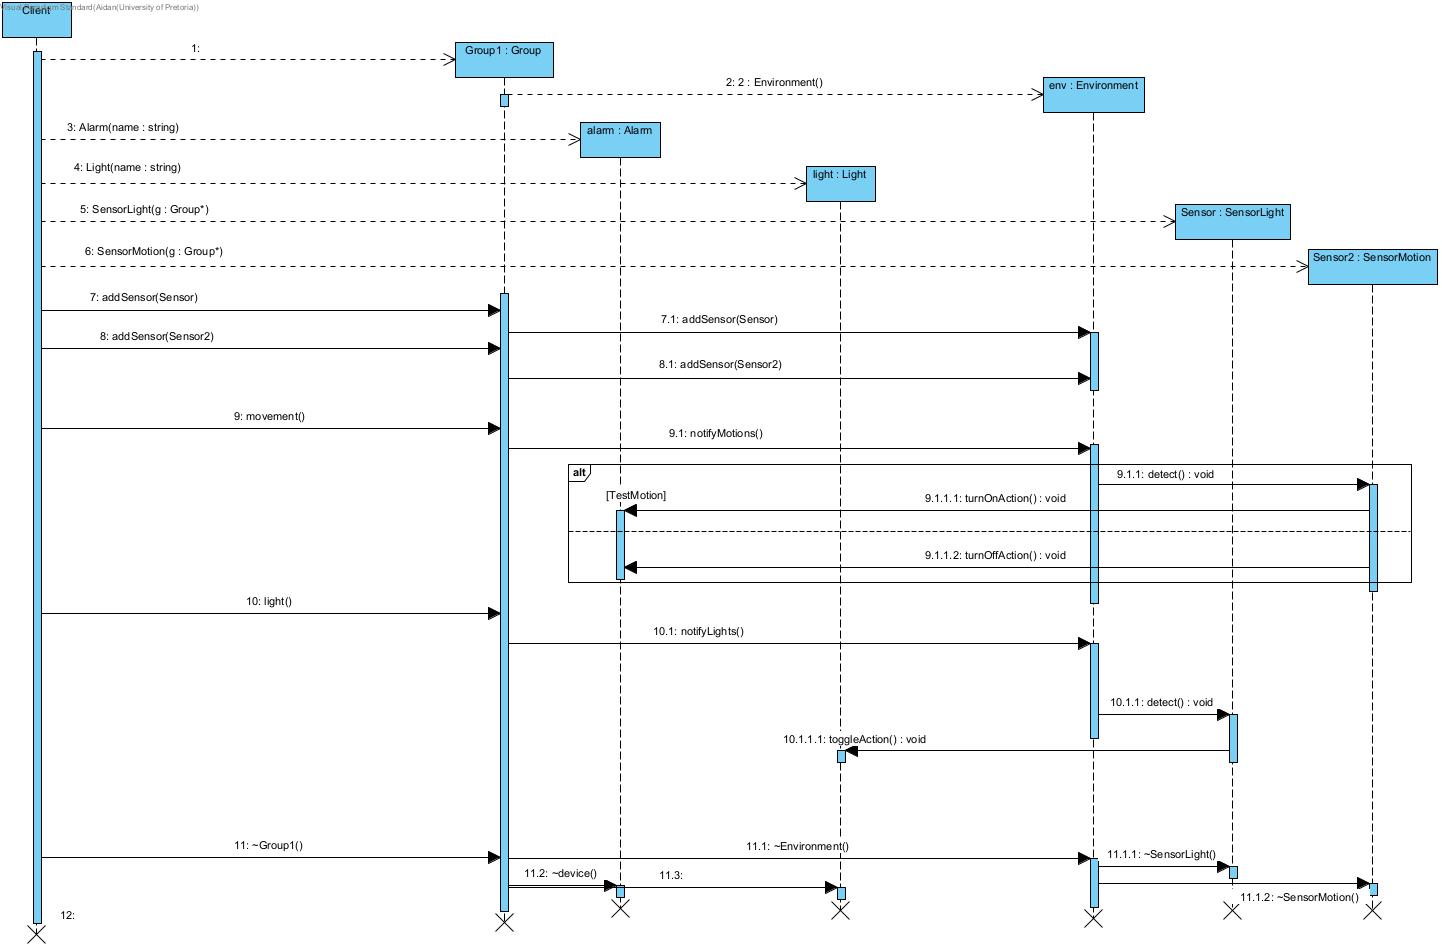 Visual Paradigm Standard(Aidan(University of Pretoria))
Client
1:
Group1 : Group
2: 2 : Environment()
env : Environment
3: Alarm(name : string)
alarm : Alarm
4: Light(name : string)
light : Light
5: SensorLight(g : Group*)
Sensor : SensorLight
6: SensorMotion(g : Group*)
Sensor2 : SensorMotion
7: addSensor(Sensor)
7.1: addSensor(Sensor)
8: addSensor(Sensor2)
8.1: addSensor(Sensor2)
9: movement()
9.1: notifyMotions()
alt
9.1.1: detect() : void
[TestMotion]
9.1.1.1: turnOnAction() : void
9.1.1.2: turnOffAction() : void
10: light()
10.1: notifyLights()
10.1.1: detect() : void
10.1.1.1: toggleAction() : void
11: ~Group1()
11.1: ~Environment()
11.1.1: ~SensorLight()
11.2: ~device()
11.3:
11.1.2: ~SensorMotion()
12: